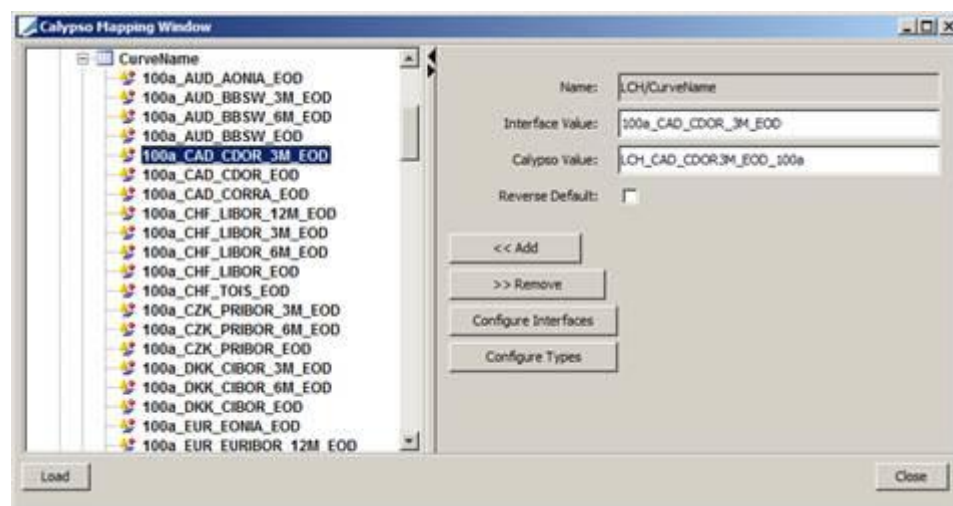 Calypso Mapping Window
CurveName
100a_AUD_AONIA_EOD
100a_AUD_BBSW_3M_EOD
100a_AUD_BBSW_6M_EOD
100a_AUD_BBSW_EOD
100a_CAD_CDOR_3M_EOD
100a_CAD_CDOR_EOD
100a_CAD_CORRA_EOD
100a_CHF_LIBOR_12M_EOD
100a_CHF_LIBOR_3M_EOD
100a_CHF_LIBOR_6M_EOD
100a_CHF_LIBOR_EOD
100a_CHF_TOIS_EOD
100a_CZK_PRIBOR_3M_EOD
100a_CZK_PRIBOR_6M_EOD
100a_CZK_PRIBOR_EOD
100a_DKK_CIBOR_3M_EOD
100a_DKK_CIBOR_6M_EOD
100a_DKK_CIBOR_EOD
100a_EUR_EONIA_EOD
100a_EUR_EURIBOR_12M_EOD
Name: LCH/CurveName
Interface Value: 100a_CAD_CDOR_3M_EOD
Calypso Value: LCH_CAD_CDOR3M_EOD_100a
Reverse Default:
<< Add
>> Remove
Configure Interfaces
Configure Types
Load
Close